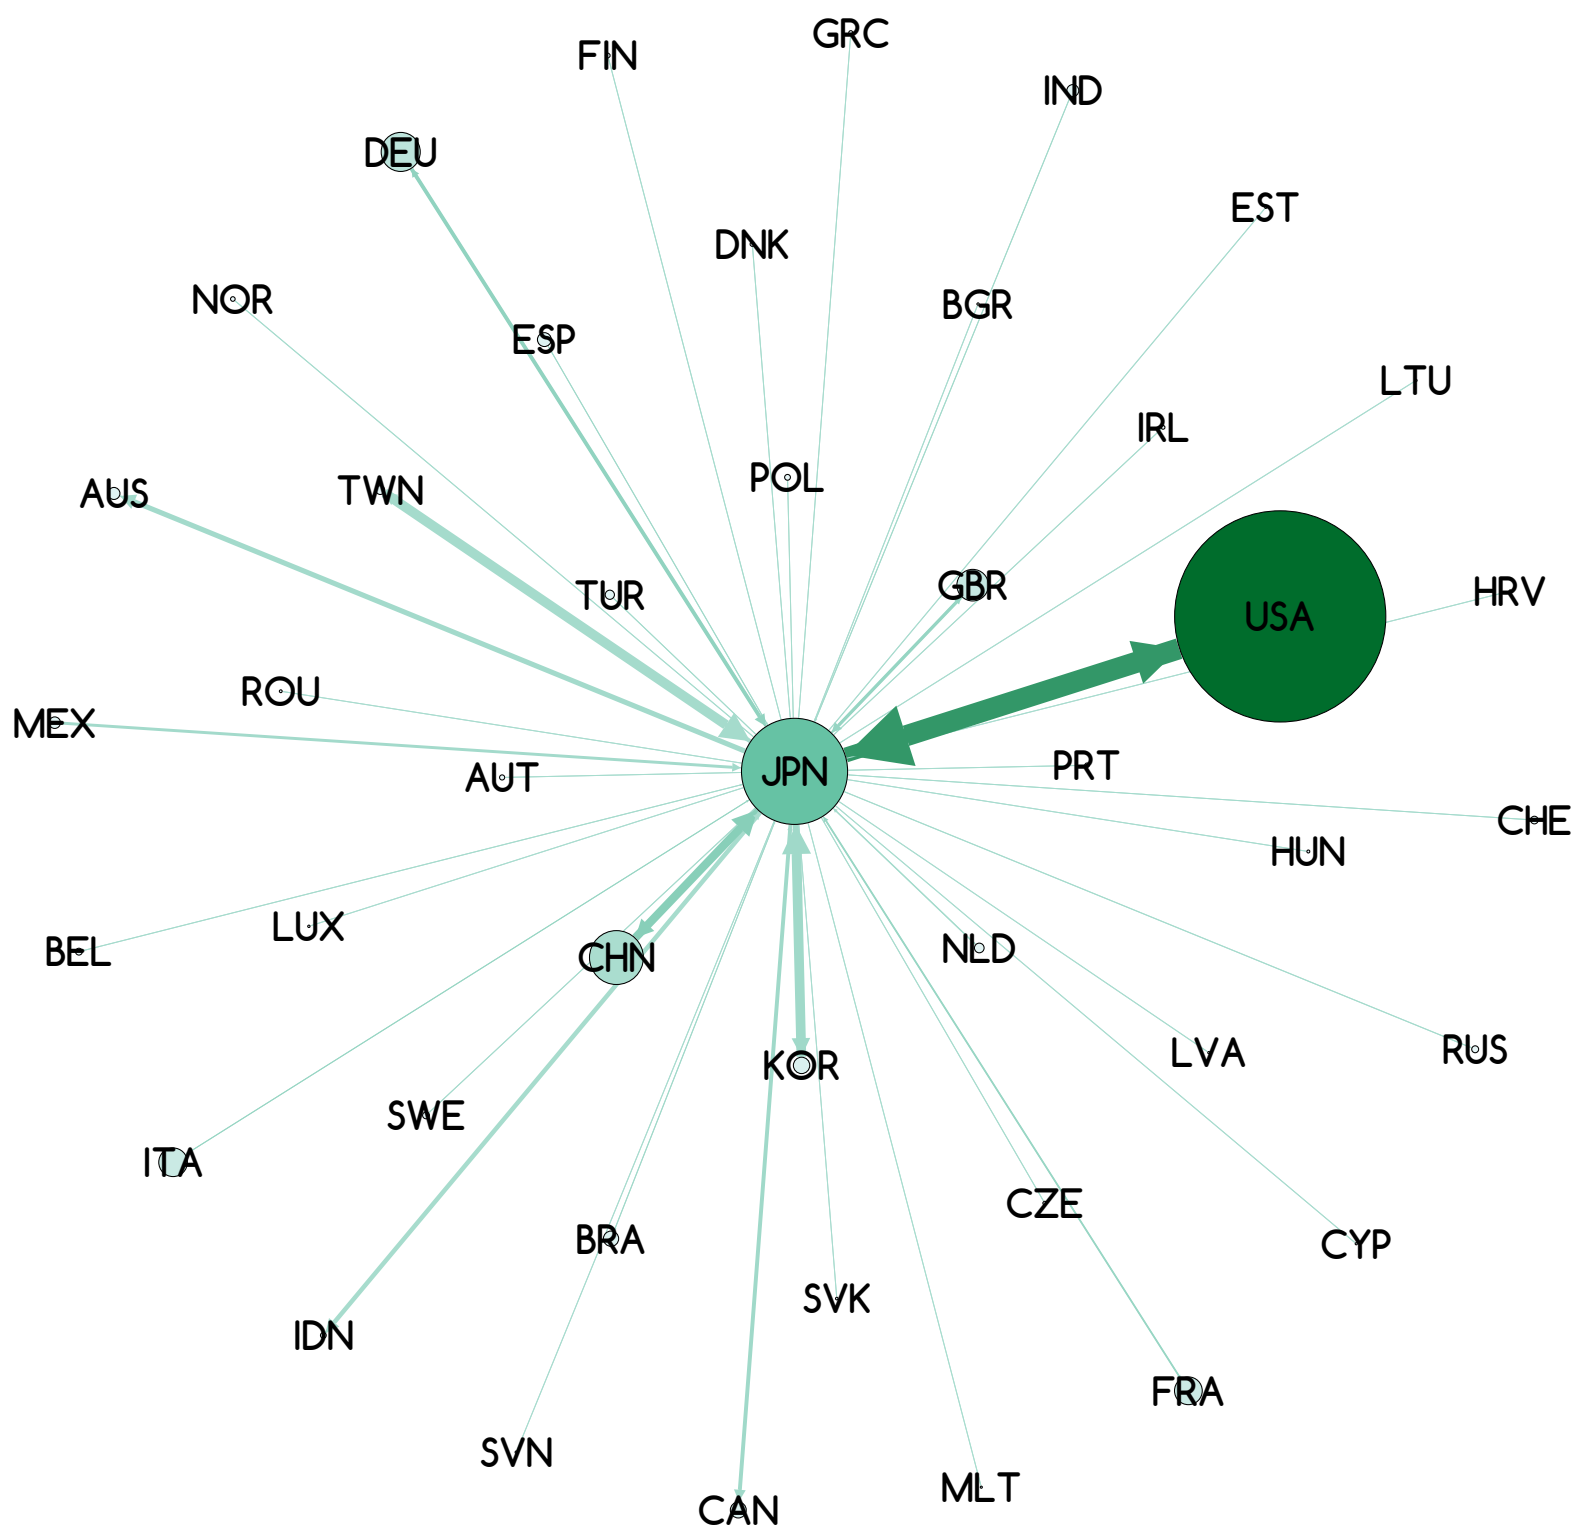 GRC
FIN
IND
DEU
EST
DNK
NOR
BGR
ESP
LTU
IRL
POL
TWN
AUS
GBR
HRV
TUR
USA
ROU
MEX
PRT
JPN
AUT
CHE
HUN
LUX
NLD
BEL
CHN
RUS
LVA
KOR
SWE
ITA
CZE
BRA
CYP
SVK
IDN
FRA
SVN
MLT
CAN